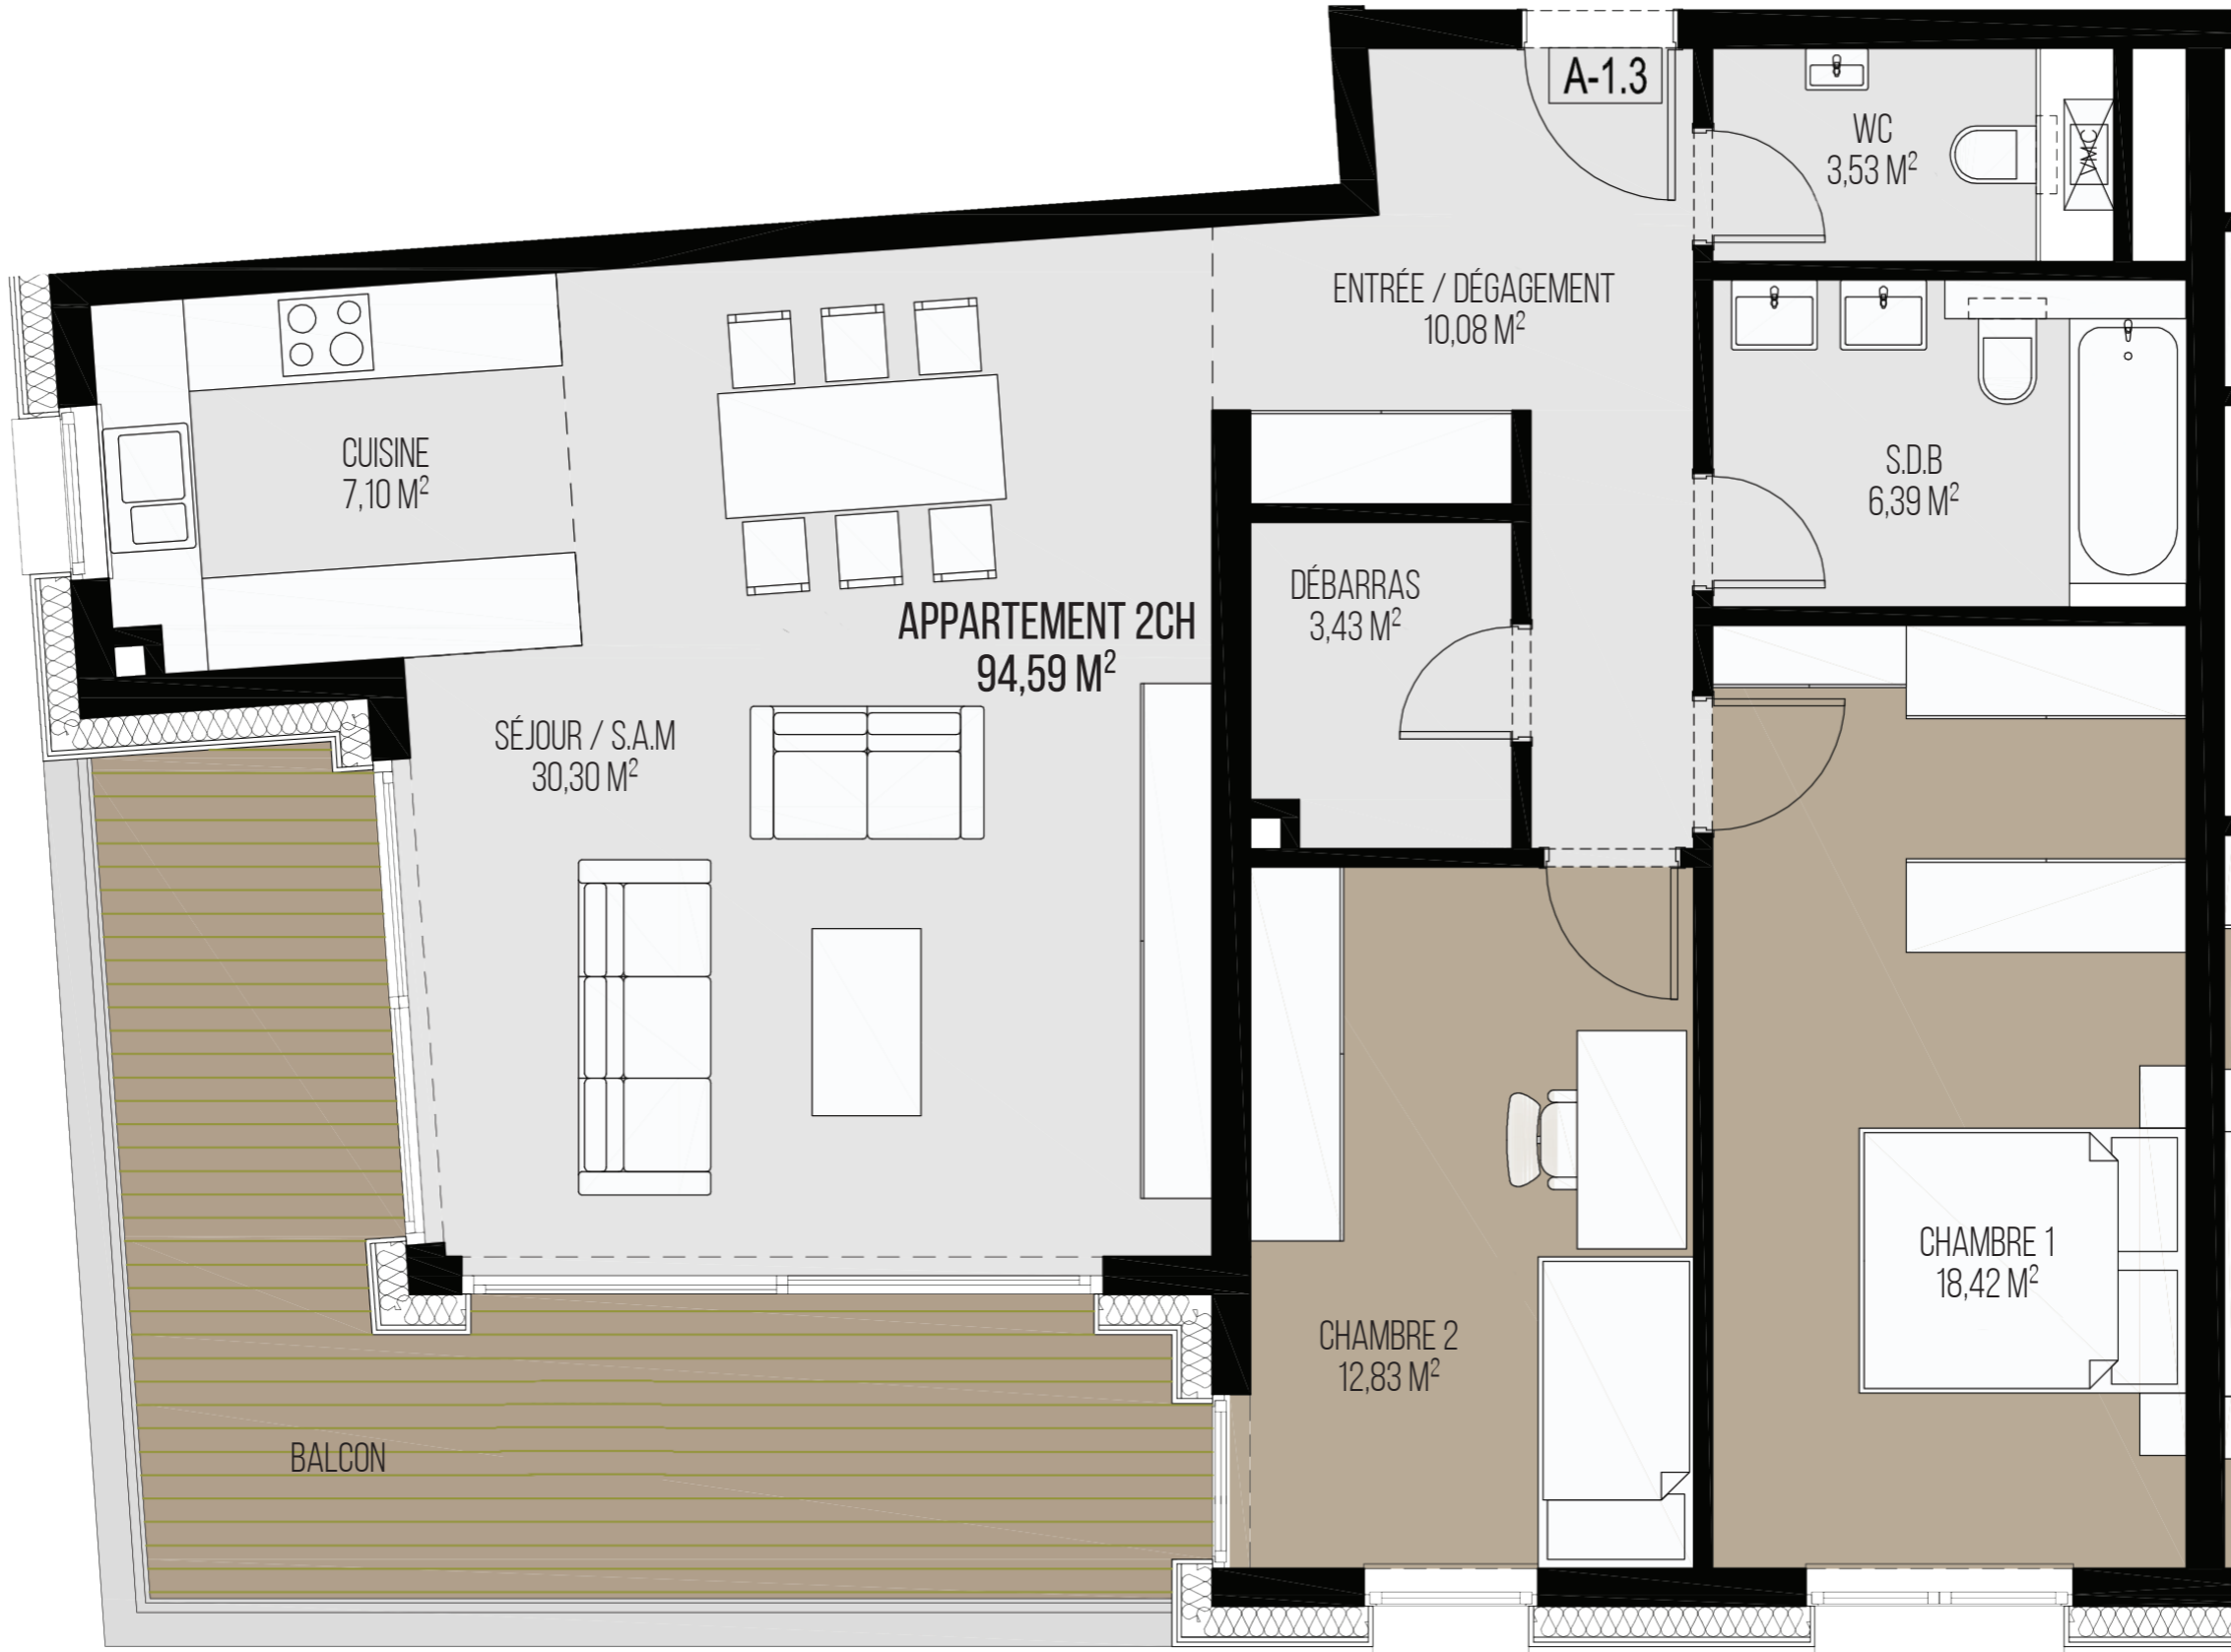 A-1.3
WC
3,53 M²
VMC
ENTRÉE / DÉGAGEMENT
10,08 M²
CUISINE
7,10 M²
S.D.B
6,39 M²
DÉBARRAS
3,43 M²
APPARTEMENT 2CH
94,59 M²
SÉJOUR / S.A.M
30,30 M²
CHAMBRE 1
18,42 M²
CHAMBRE 2
12,83 M²
BALCON